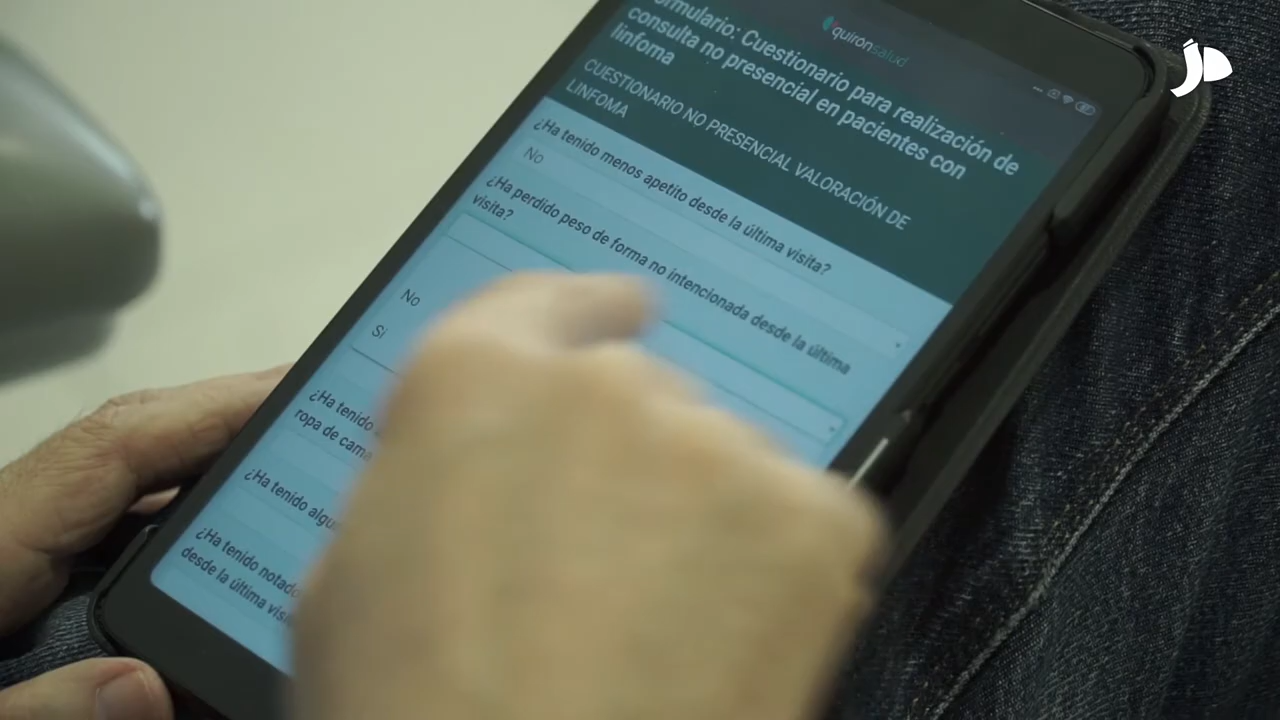 quirónsalud
ormulario: Cuestionario para realización de
consulta no presencial en pacientes con
linfoma
CUESTIONARIO NO PRESENCIAL VALORACIÓN DE
LINFOMA
¿Ha tenido menos apetito desde la última visita?
No
¿Ha perdido peso de forma no intencionada desde la última
visita?
No
Sí
¿Ha tenido
ropa de cama
¿Ha tenido algu
¿Ha tenido notado
desde la última visi